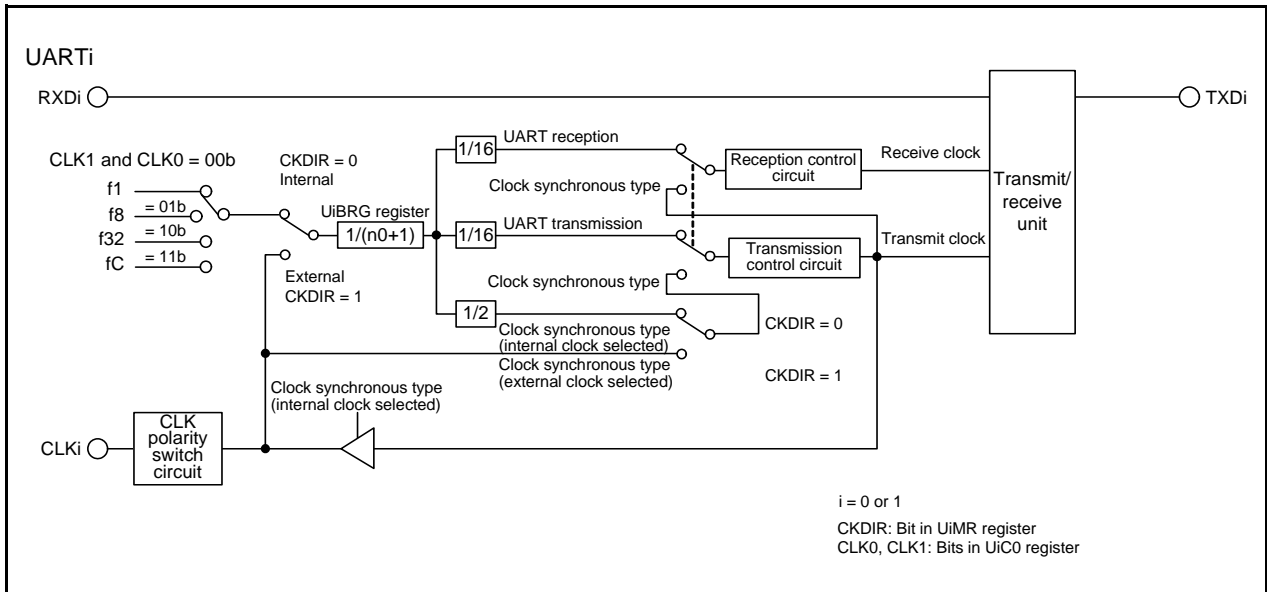 UARTi
RXDi
TXDi
CLK1 and CLK0 = 00b
f1
f8 = 01b
f32 = 10b
fC = 11b
CKDIR = 0
Internal
External
CKDIR = 1
UiBRG register
1/(n0+1)
1/16
UART reception
Clock synchronous type
Reception control
circuit
Receive clock
Transmit/
receive
unit
1/16
UART transmission
Clock synchronous type
Transmission
control circuit
Transmit clock
1/2
Clock synchronous type
(internal clock selected)
CKDIR = 0
Clock synchronous type
(external clock selected)
CKDIR = 1
Clock synchronous type
(internal clock selected)
CLKi
CLK
polarity
switch
circuit
i = 0 or 1
CKDIR: Bit in UiMR register
CLK0, CLK1: Bits in UiC0 register